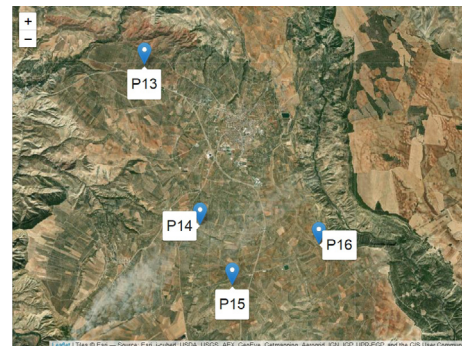 +
−
P13
P14
P16
P15
Leaflet | Tiles © Esri — Source: Esri, i-cubed, USDA, USGS, AEX, GeoEye, Getmapping, Aerogrid, IGN, IGP, UPR-EGP, and the GIS User Commun